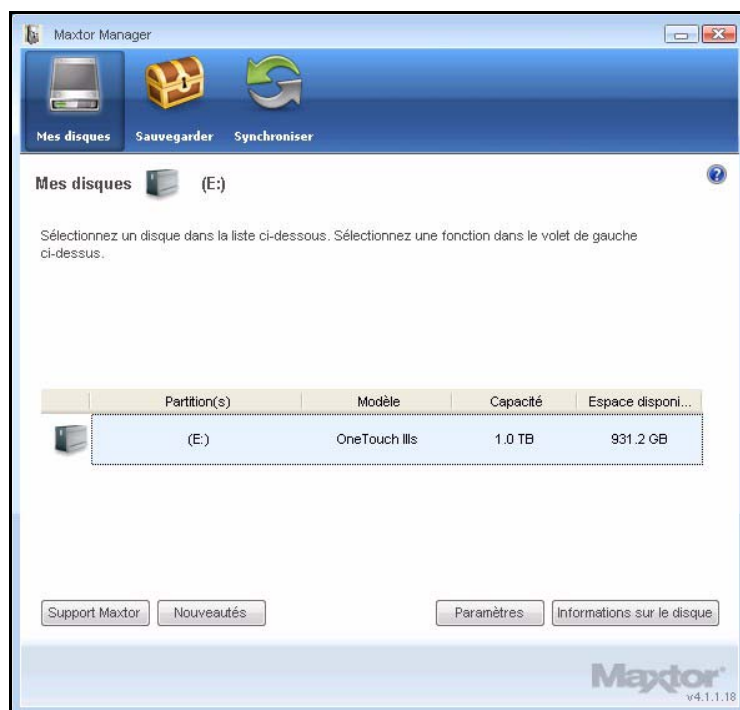 Maxtor Manager
Mes disques Sauvegarder Synchroniser
Mes disques (E:)
Sélectionnez un disque dans la liste ci-dessous. Sélectionnez une fonction dans le volet de gauche
ci-dessus.
Partition(s) Modèle Capacité Espace disponi...
(E:) OneTouch IIIs 1.0 TB 931.2 GB
Support Maxtor Nouveautés Paramètres Informations sur le disque
Maxtor
v4.1.1.18